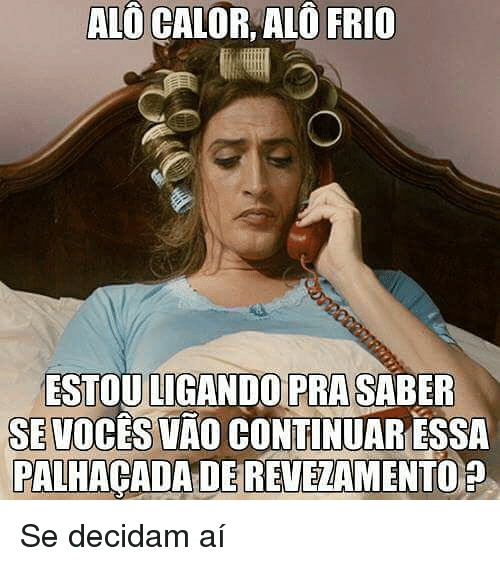 ALÔ CALOR, ALÔ FRIO
ESTOU LIGANDO PRA SABER
SE VOCÊS VÃO CONTINUAR ESSA
PALHAÇADA DE REVEZAMENTO?
Se decidam aí